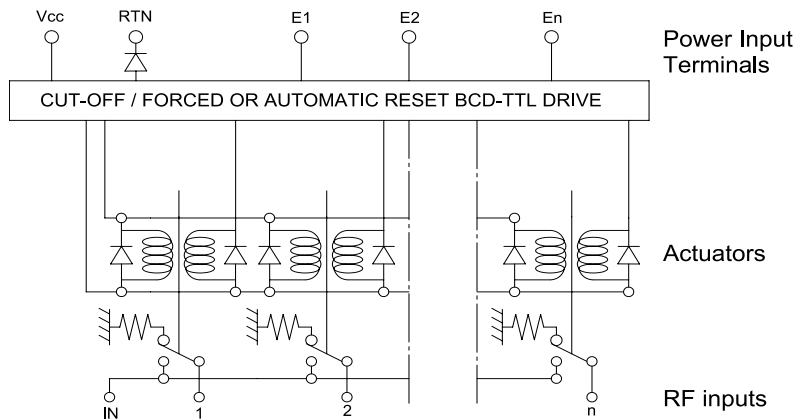 Vcc RTN E1 E2 En
Power Input
Terminals
CUT-OFF / FORCED OR AUTOMATIC RESET BCD-TTL DRIVE
Actuators
IN 1 2 n
RF inputs